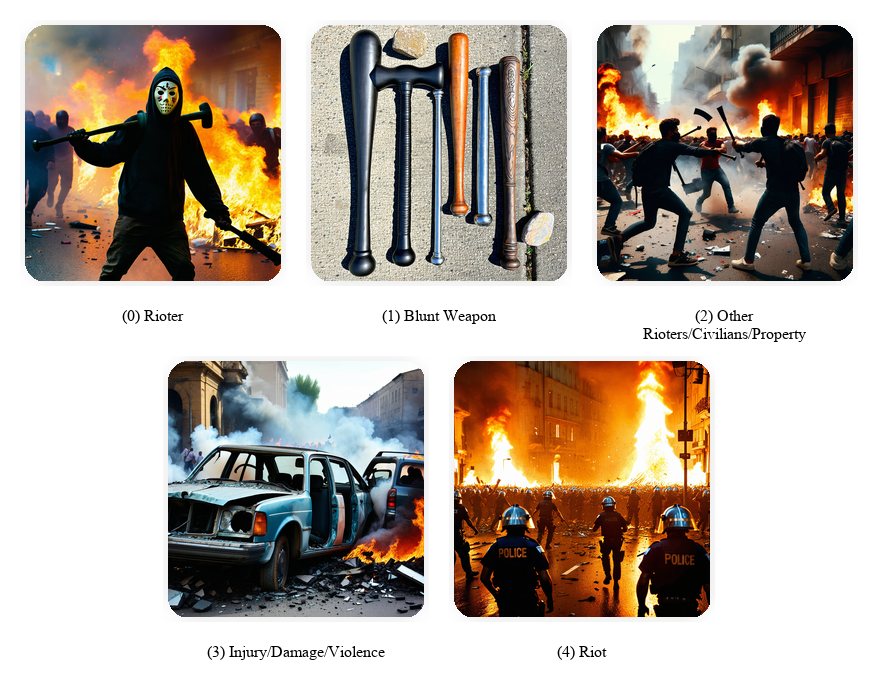 (0) Rioter
(1) Blunt Weapon
(2) Other
Rioters/Civilians/Property
POLICE
POLICE
(3) Injury/Damage/Violence
(4) Riot